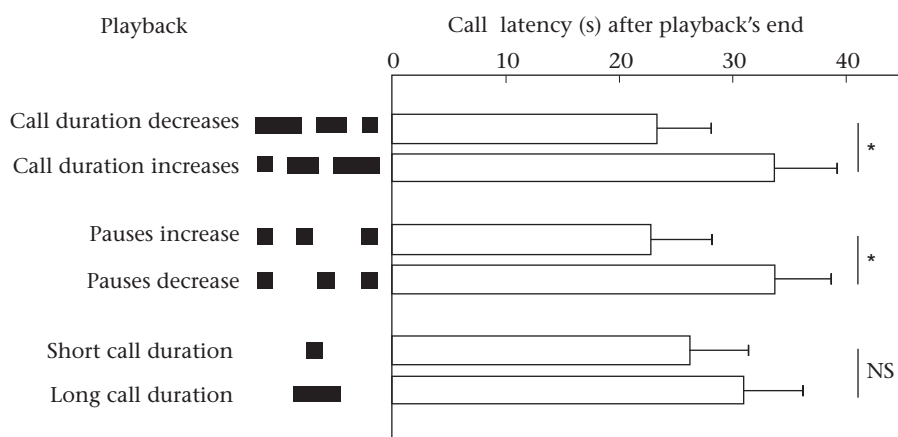 Playback Call latency (s) after playback's end
0 10 20 30 40
Call duration decreases
*
Call duration increases
Pauses increase
*
Pauses decrease
Short call duration
NS
Long call duration